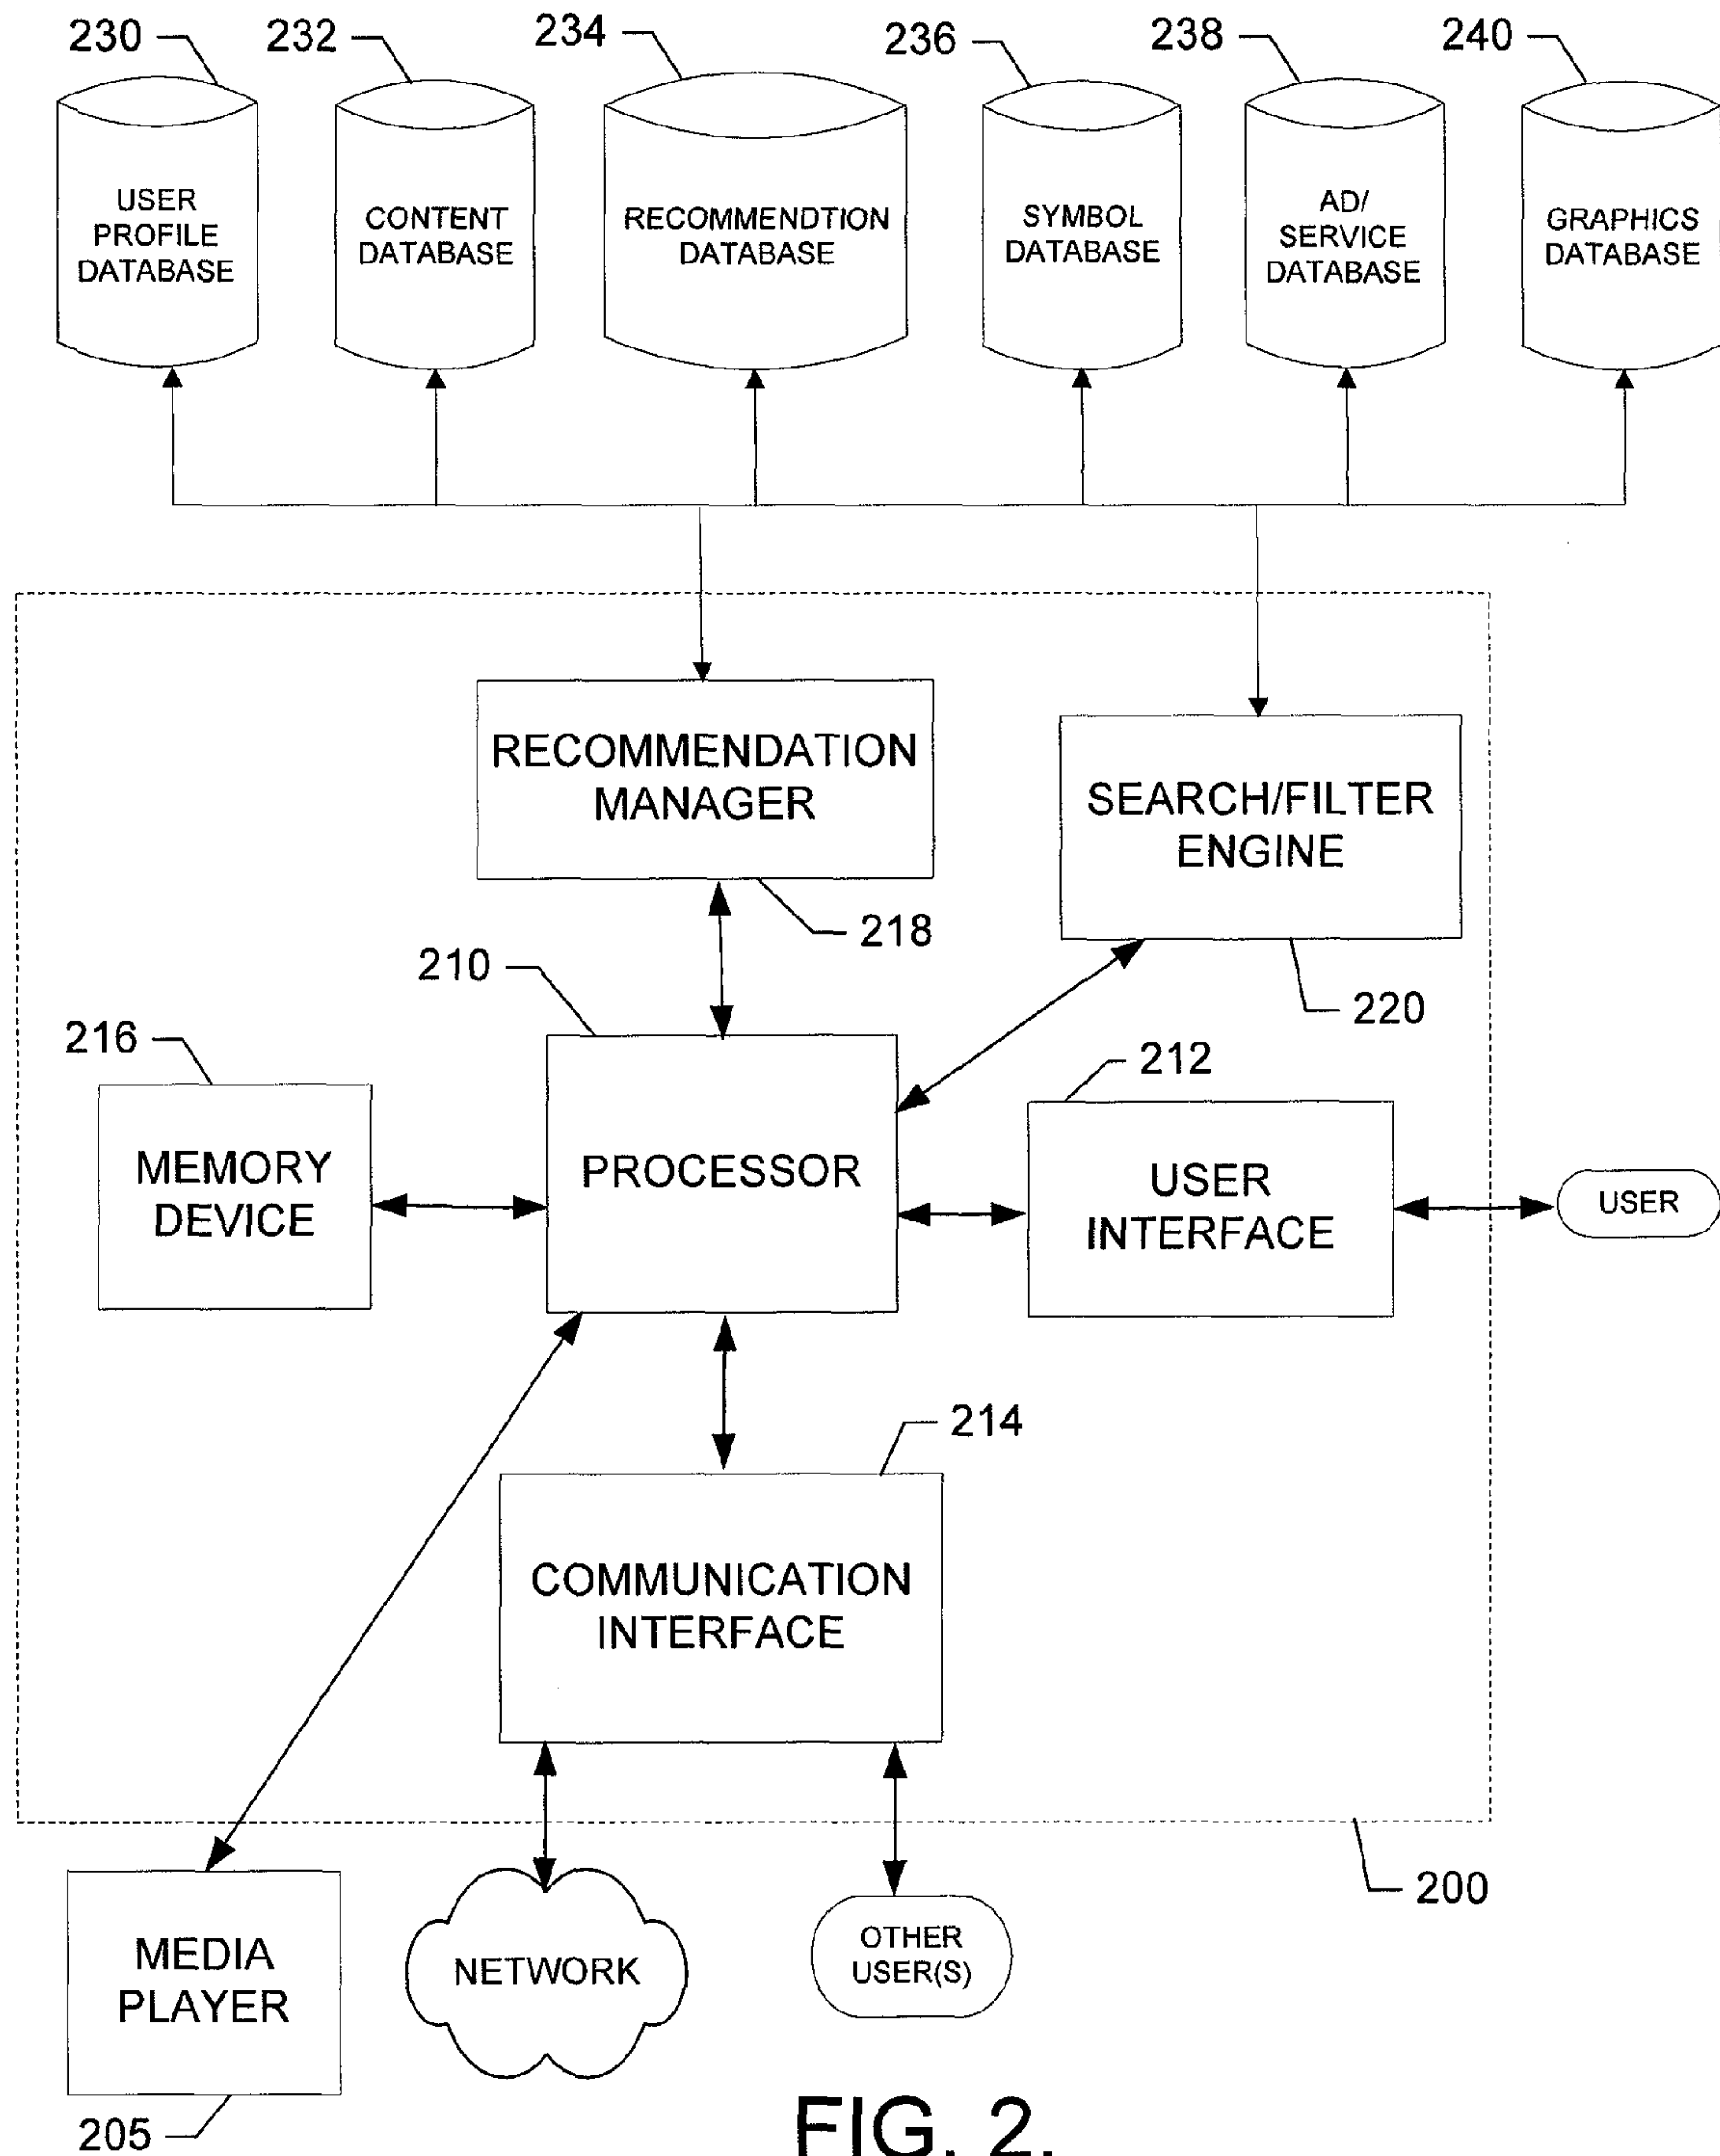 230
232
234
236
238
240
USER
PROFILE
DATABASE
CONTENT
DATABASE
RECOMMENDTION
DATABASE
SYMBOL
DATABASE
AD/
SERVICE
DATABASE
GRAPHICS
DATABASE
RECOMMENDATION
MANAGER
218
SEARCH/FILTER
ENGINE
220
210
216
212
MEMORY
DEVICE
PROCESSOR
USER
INTERFACE
USER
214
COMMUNICATION
INTERFACE
200
MEDIA
PLAYER
NETWORK
OTHER
USER(S)
205
FIG. 2.